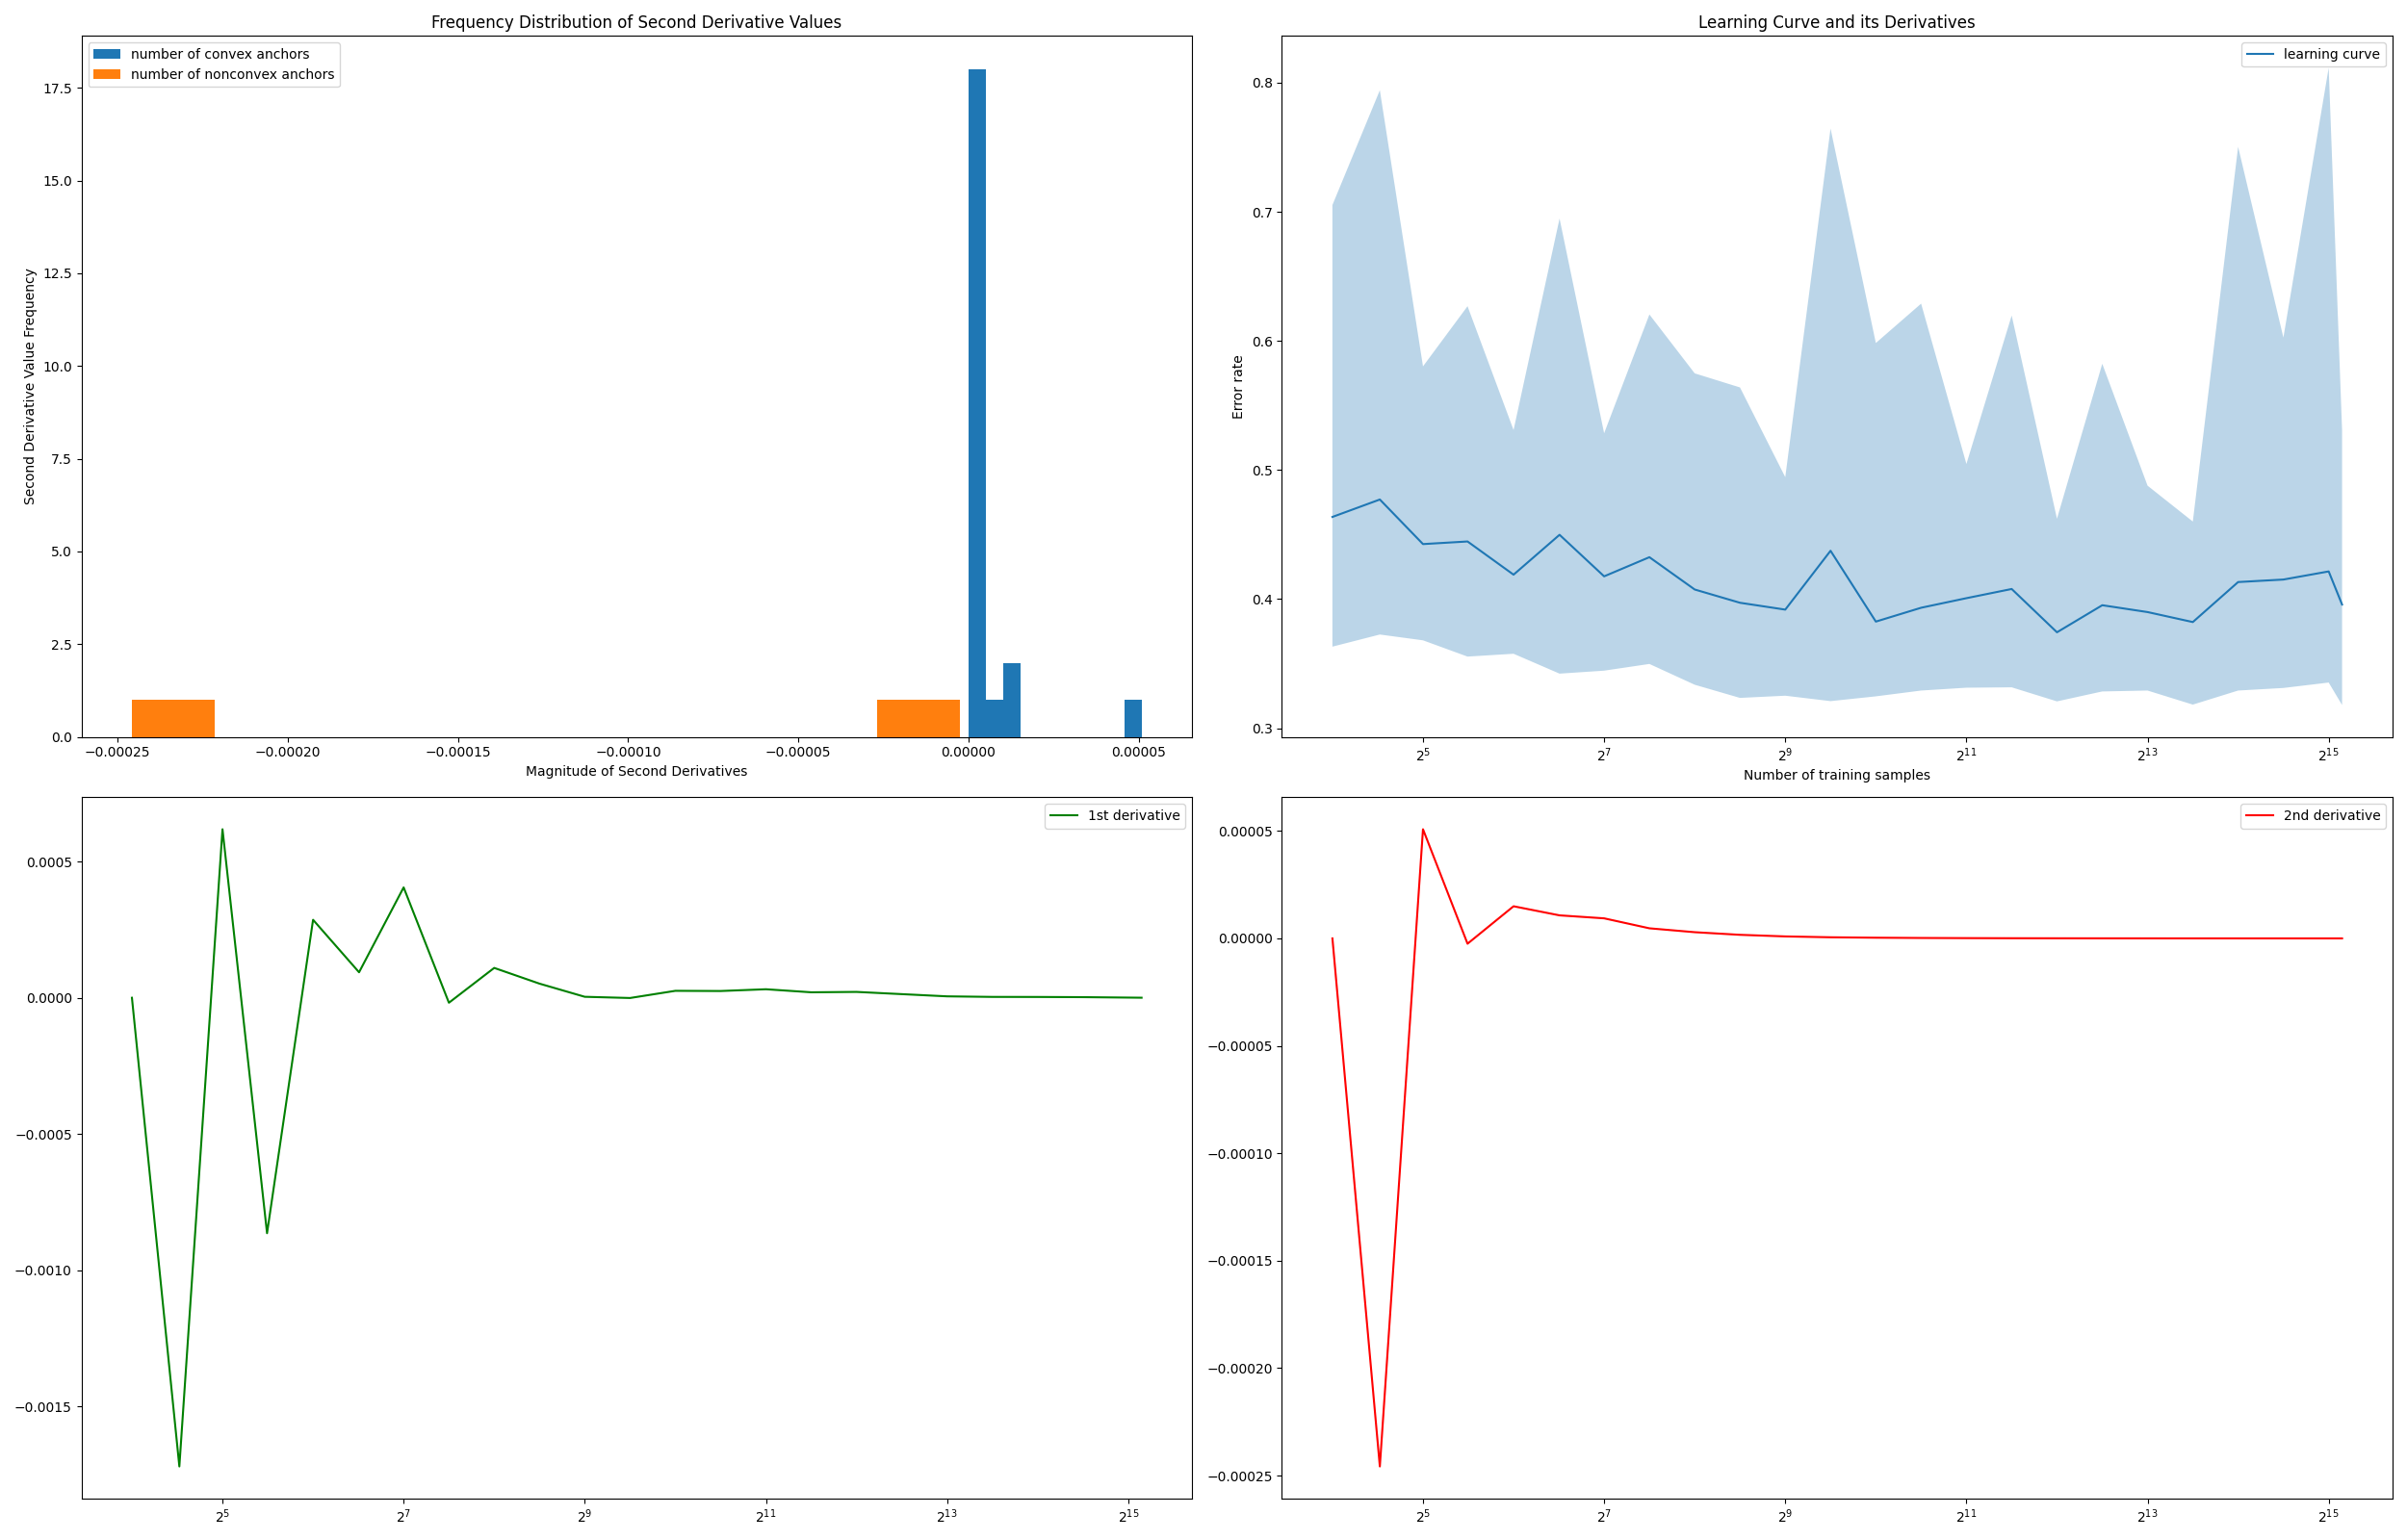 Frequency Distribution of Second Derivative Values
number of convex anchors
number of nonconvex anchors
Second Derivative Value Frequency
17.5
15.0
12.5
10.0
7.5
5.0
2.5
0.0
−0.00025 −0.00020 −0.00015 −0.00010 −0.00005 0.00000 0.00005
Magnitude of Second Derivatives
Learning Curve and its Derivatives
learning curve
Error rate
0.8
0.7
0.6
0.5
0.4
0.3
2⁵ 2⁷ 2⁹ 2¹¹ 2¹³ 2¹⁵
Number of training samples
1st derivative
0.0005
0.0000
−0.0005
−0.0010
−0.0015
2⁵ 2⁷ 2⁹ 2¹¹ 2¹³ 2¹⁵
2nd derivative
0.00005
0.00000
−0.00005
−0.00010
−0.00015
−0.00020
−0.00025
2⁵ 2⁷ 2⁹ 2¹¹ 2¹³ 2¹⁵